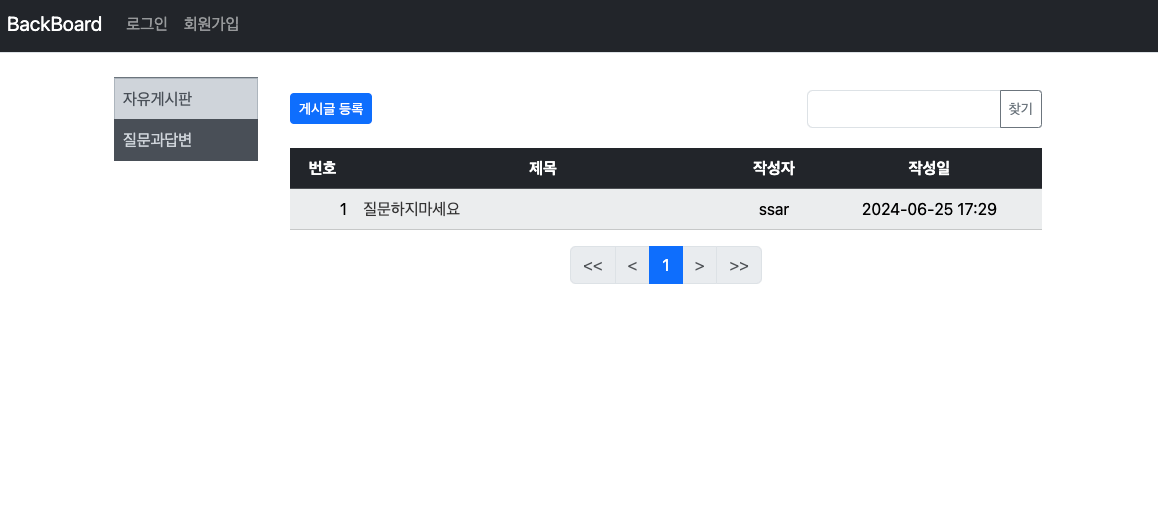 BackBoard 로그인 회원가입
자유게시판
질문과답변
게시글 등록 찾기
번호 제목 작성자 작성일
1 질문하지마세요 ssar 2024-06-25 17:29
<< < 1 > >>